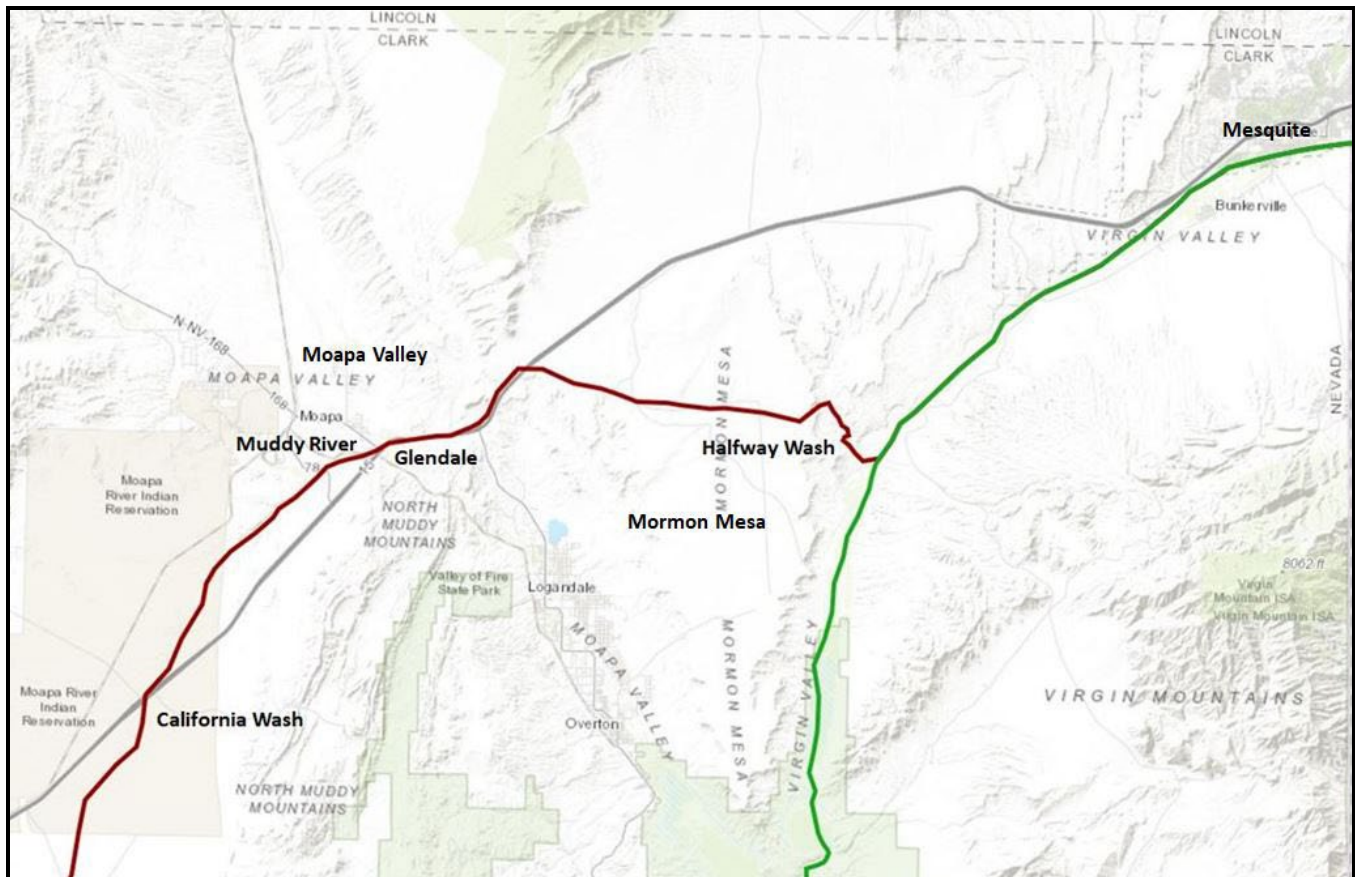 LINCOLN
CLARK
LINCOLN
CLARK
Mesquite
Bunkerville
VIRGIN VALLEY
N NV-168
Moapa Valley
MOAPA VALLEY
168
Moapa
Muddy River
78
15
Glendale
Halfway Wash
MORMON MESA
NEVADA
Moapa
River Indian
Reservation
NORTH
MUDDY
MOUNTAINS
Mormon Mesa
Valley of Fire
State Park
Logandale
8062 ft
Virgin
Mountain ISA
Virgin Mountain ISA
MOAPA VALLEY
MORMON MESA
VIRGIN VALLEY
Moapa River
Indian
Reservation
California Wash
Overton
VIRGIN MOUNTAINS
NORTH MUDDY
MOUNTAINS